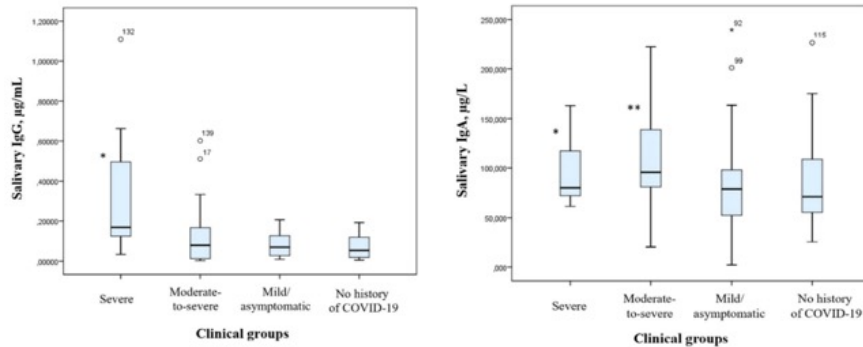 Salivary IgG, µg/mL
1,20000
1,00000
,80000
,60000
,40000
,20000
,00000
132
*
139
17
Severe
Moderate-
to-severe
Mild/
asymptomatic
No history
of COVID-19
Clinical groups
Salivary IgA, µg/L
250,000
200,000
150,000
100,000
50,000
,000
*
**
92
*
99
115
Severe
Moderate-
to-severe
Mild/
asymptomatic
No history
of COVID-19
Clinical groups